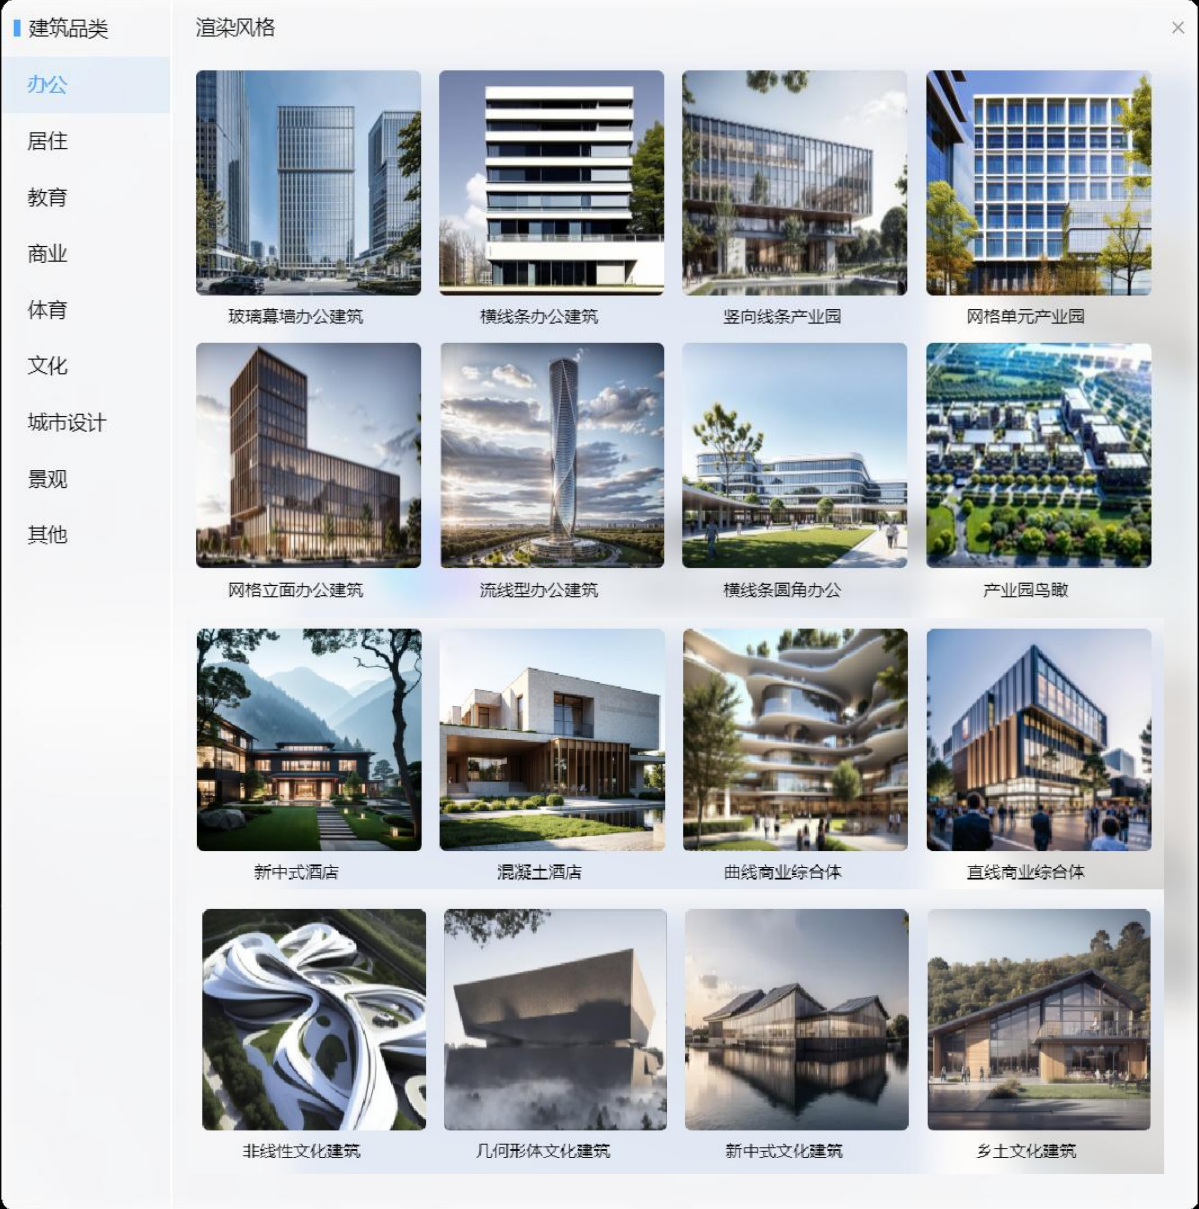 建筑品类
渲染风格
办公
居住
教育
商业
体育
文化
城市设计
景观
其他
玻璃幕墙办公建筑
横线条办公建筑
竖向线条产业园
网格单元产业园
网格立面办公建筑
流线型办公建筑
横线条圆角办公
产业园鸟瞰
新中式酒店
混凝土酒店
曲线商业综合体
直线商业综合体
非线性文化建筑
几何形体文化建筑
新中式文化建筑
乡土文化建筑